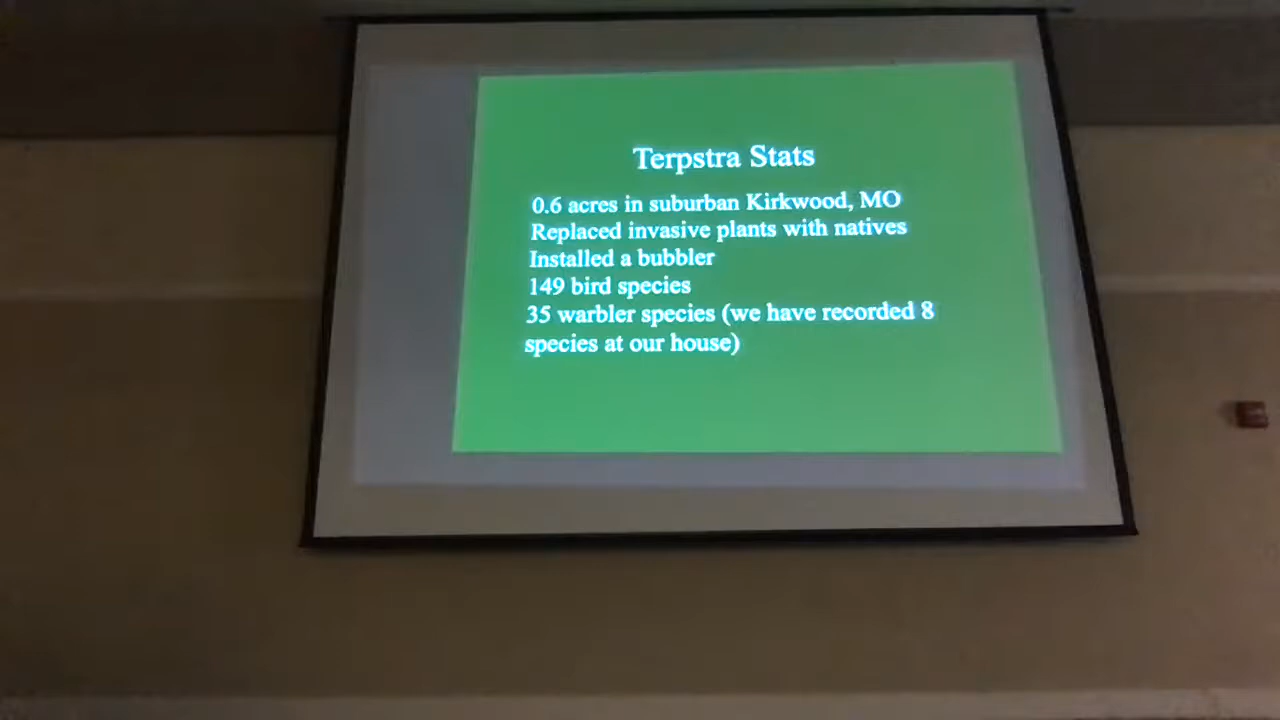 Terpstra Stats
0.6 acres in suburban Kirkwood, MO
Replaced invasive plants with natives
Installed a bubbler
149 bird species
35 warbler species (we have recorded 8
species at our house)